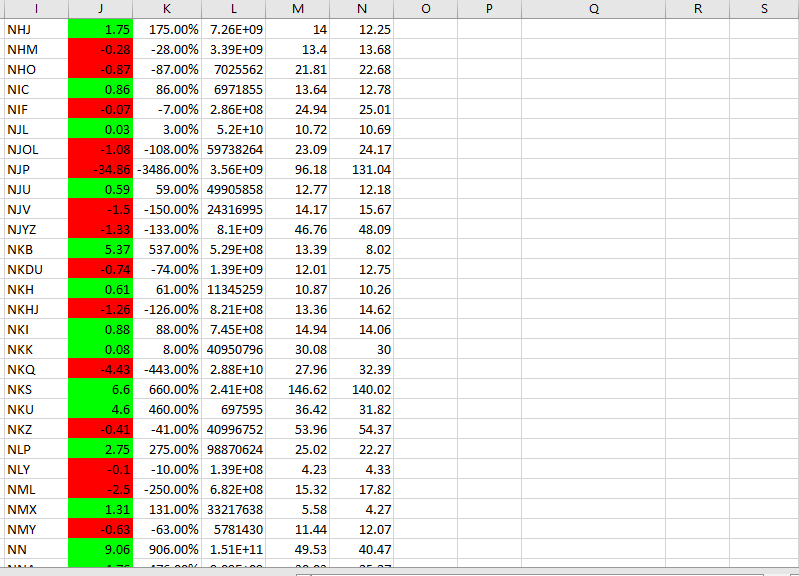 I J K L M N O P Q R S
NHJ 1.75 175.00% 7.26E+09 14 12.25
NHM -0.28 -28.00% 3.39E+09 13.4 13.68
NHO -0.87 -87.00% 7025562 21.81 22.68
NIC 0.86 86.00% 6971855 13.64 12.78
NIF -0.07 -7.00% 2.86E+08 24.94 25.01
NJL 0.03 3.00% 5.2E+10 10.72 10.69
NJOL -1.08 -108.00% 59738264 23.09 24.17
NJP -34.86 -3486.00% 3.56E+09 96.18 131.04
NJU 0.59 59.00% 49905858 12.77 12.18
NJV -1.5 -150.00% 24316995 14.17 15.67
NJYZ -1.33 -133.00% 8.1E+09 46.76 48.09
NKB 5.37 537.00% 5.29E+08 13.39 8.02
NKDU -0.74 -74.00% 1.39E+09 12.01 12.75
NKH 0.61 61.00% 11345259 10.87 10.26
NKHJ -1.26 -126.00% 8.21E+08 13.36 14.62
NKI 0.88 88.00% 7.45E+08 14.94 14.06
NKK 0.08 8.00% 40950796 30.08 30
NKQ -4.43 -443.00% 2.88E+10 27.96 32.39
NKS 6.6 660.00% 2.41E+08 146.62 140.02
NKU 4.6 460.00% 697595 36.42 31.82
NKZ -0.41 -41.00% 40996752 53.96 54.37
NLP 2.75 275.00% 98870624 25.02 22.27
NLY -0.1 -10.00% 1.39E+08 4.23 4.33
NML -2.5 -250.00% 6.82E+08 15.32 17.82
NMX 1.31 131.00% 33217638 5.58 4.27
NMY -0.63 -63.00% 5781430 11.44 12.07
NN 9.06 906.00% 1.51E+11 49.53 40.47